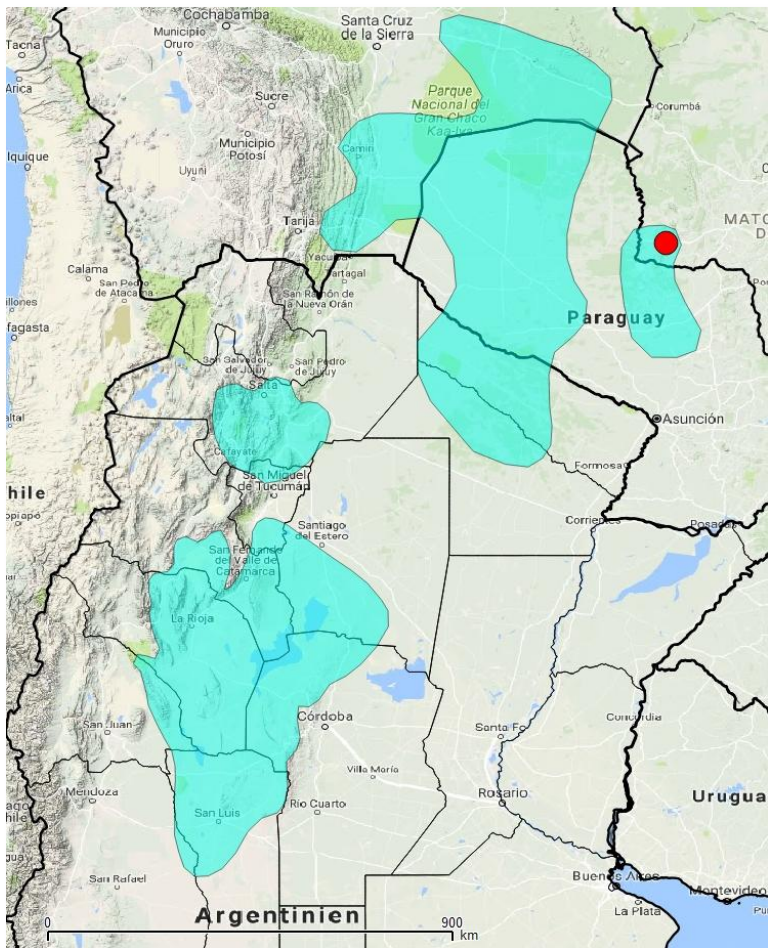 Cochabamba
Tacna
Municipio
Oruro
Santa Cruz
de la Sierra
Arica
Sucre
Parque
Nacional del
Gran Chaco
Kaa-Iya
Corumbá
Municipio
Potosí
Camiri
Iquique
Uyuni
Tarija
MATO
Calama
San Pedro
de Atacama
Yacuiba
Tartagal
San Ramón de
la Nueva Orán
Paraguay
San Salvador
de Jujuy
San Pedro
de Jujuy
Salta
Asunción
Cafayate
Formosa
San Miguel
de Tucumán
hile
Corrientes
Posadas
Santiago
del Estero
San Fernando
del Valle de
Catamarca
La Rioja
San Juan
Córdoba
Santa Fe
Concordia
Villa María
Mendoza
San Luis
Río Cuarto
Rosario
Urugua
San Rafael
Buenos Aires
La Plata
Montevideo
Argentinien
0
900
km